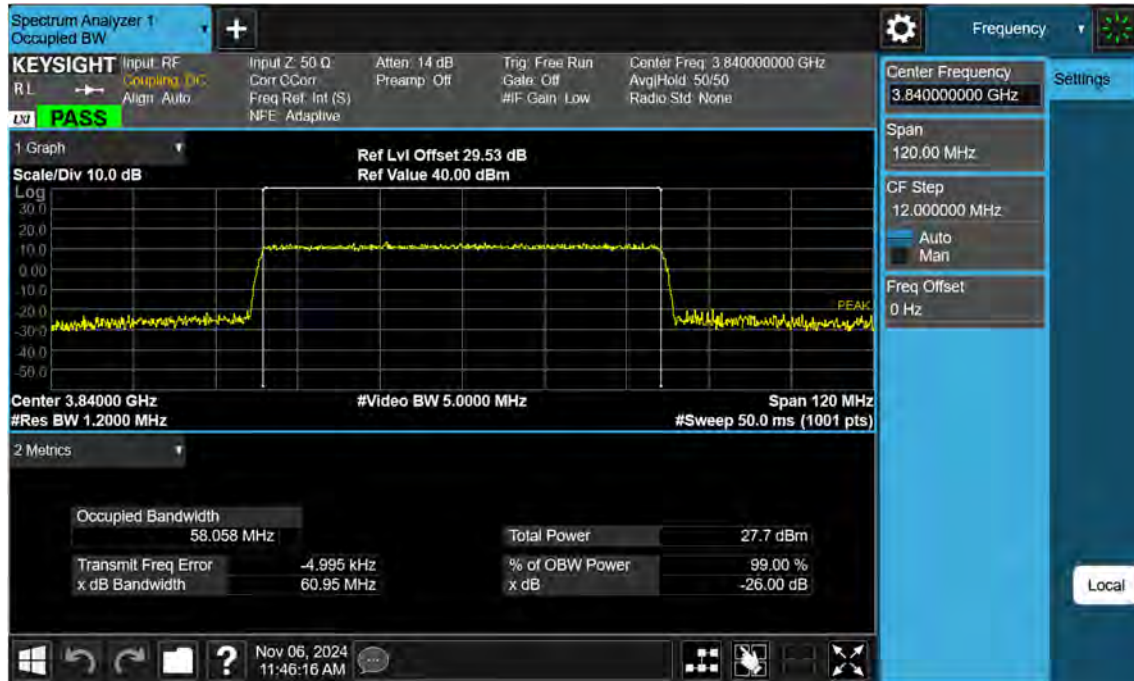 Spectrum Analyzer 1
Occupied BW
+
Frequency
KEYSIGHT
RL
LXI PASS
Input: RF
Coupling: DC
Align: Auto
Input Z: 50 Ω
Corr CCorr
Freq Ref: Int (S)
NFE: Adaptive
Atten: 14 dB
Preamp: Off
Trig: Free Run
Gate: Off
#IF Gain: Low
Center Freq: 3.840000000 GHz
Avg|Hold: 50/50
Radio Std: None
Center Frequency
3.840000000 GHz
Settings
Span
120.00 MHz
CF Step
12.000000 MHz
Auto
Man
Freq Offset
0 Hz
1 Graph
Scale/Div 10.0 dB
Ref Lvl Offset 29.53 dB
Ref Value 40.00 dBm
Log
30.0
20.0
10.0
0.00
-10.0
-20.0
-30.0
-40.0
-50.0
PEAK
Center 3.84000 GHz
#Video BW 5.0000 MHz
Span 120 MHz
#Res BW 1.2000 MHz
#Sweep 50.0 ms (1001 pts)
2 Metrics
Occupied Bandwidth
58.058 MHz
Total Power 27.7 dBm
Transmit Freq Error -4.995 kHz
% of OBW Power 99.00 %
x dB Bandwidth 60.95 MHz
x dB -26.00 dB
Local
?
Nov 06, 2024
11:46:16 AM